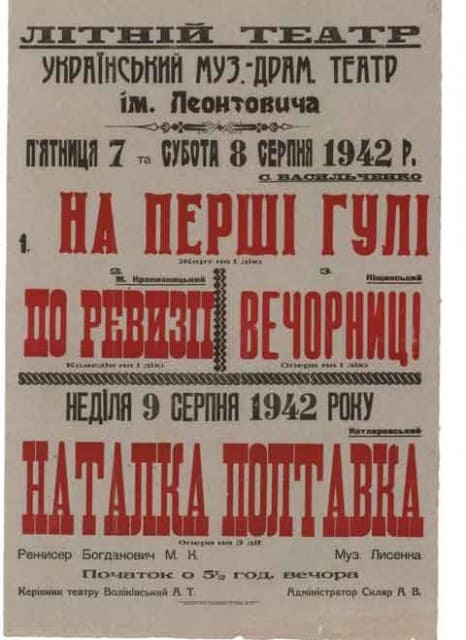 ЛІТНІЙ ТЕАТР
УКРАЇНСЬКИЙ МУЗ.-ДРАМ. ТЕАТР
ім. Леонтовича
П'ЯТНИЦЯ 7 та СУБОТА 8 СЕРПНЯ 1942 Р.
С. ВАСИЛЬЧЕНКО
1. НА ПЕРШІ ГУЛІ
Жарт на 1 дію
2.
М. Кропивницький
ПО РЕВИЗІЇ
Комедія на 1 дію
3.
Ніщинський
ВЕЧОРНИЦІ
Опера на 1 дію
НЕДІЛЯ 9 СЕРПНЯ 1942 РОКУ
Котляревський
НАТАЛКА ПОЛТАВКА
Опера на 3 дії
Режисер Богданович М. К. Муз. Лисенка.
Початок о 5½ год. вечора
Керівник театру Воліківський А. Т. Адміністратор Скляр А. В.